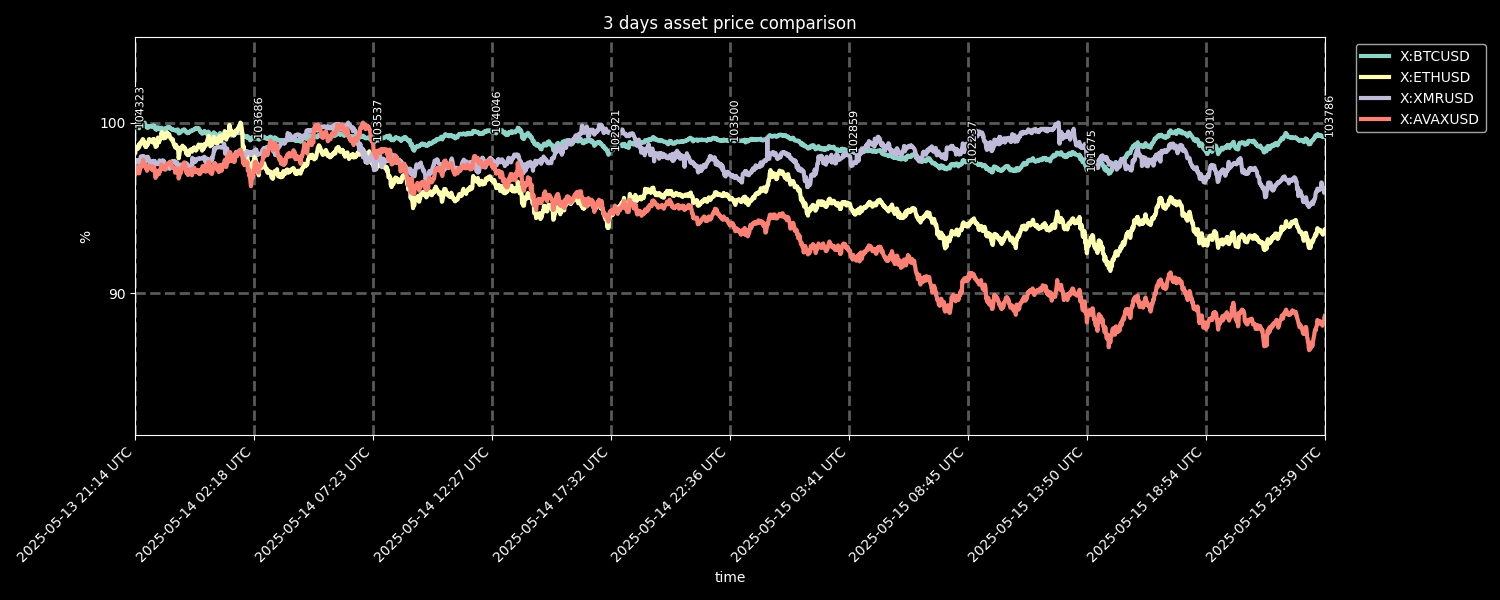 3 days asset price comparison
X:BTCUSD
X:ETHUSD
X:XMRUSD
X:AVAXUSD
104323
103686
103537
104046
102921
103500
102859
102237
101675
103010
103786
100
90
%
2025-05-13 21:14 UTC
2025-05-14 02:18 UTC
2025-05-14 07:23 UTC
2025-05-14 12:27 UTC
2025-05-14 17:32 UTC
2025-05-14 22:36 UTC
2025-05-15 03:41 UTC
2025-05-15 08:45 UTC
2025-05-15 13:50 UTC
2025-05-15 18:54 UTC
2025-05-15 23:59 UTC
time